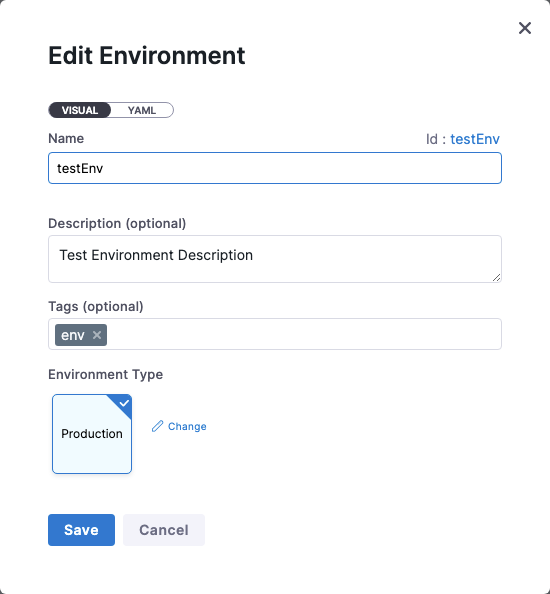 Edit Environment
VISUAL YAML
Name Id : testEnv
testEnv
Description (optional)
Test Environment Description
Tags (optional)
env
Environment Type
Production
Change
Save Cancel